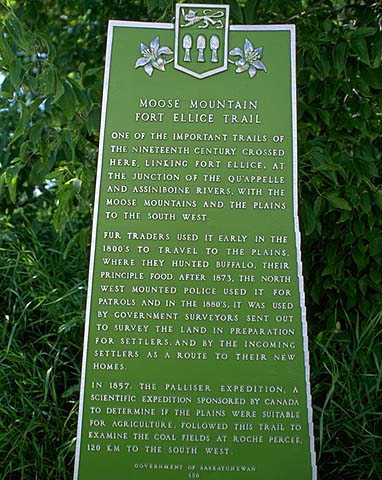 MOOSE MOUNTAIN
FORT ELLICE TRAIL
ONE OF THE IMPORTANT TRAILS OF
THE NINETEENTH CENTURY CROSSED
HERE, LINKING FORT ELLICE, AT
THE JUNCTION OF THE QU'APPELLE
AND ASSINIBOINE RIVERS, WITH THE
MOOSE MOUNTAINS AND THE PLAINS
TO THE SOUTH WEST.
FUR TRADERS USED IT EARLY IN THE
1800'S TO TRAVEL TO THE PLAINS,
WHERE THEY HUNTED BUFFALO, THEIR
PRINCIPLE FOOD. AFTER 1873, THE NORTH
WEST MOUNTED POLICE USED IT FOR
PATROLS AND IN THE 1880'S, IT WAS USED
BY GOVERNMENT SURVEYORS SENT OUT
TO SURVEY THE LAND IN PREPARATION
FOR SETTLERS, AND BY THE INCOMING
SETTLERS AS A ROUTE TO THEIR NEW
HOMES.
IN 1857, THE PALLISER EXPEDITION, A
SCIENTIFIC EXPEDITION SPONSORED BY CANADA
TO DETERMINE IF THE PLAINS WERE SUITABLE
FOR AGRICULTURE, FOLLOWED THIS TRAIL TO
EXAMINE THE COAL FIELDS AT ROCHE PERCEE,
120 KM TO THE SOUTH WEST.
GOVERNMENT OF SASKATCHEWAN
150